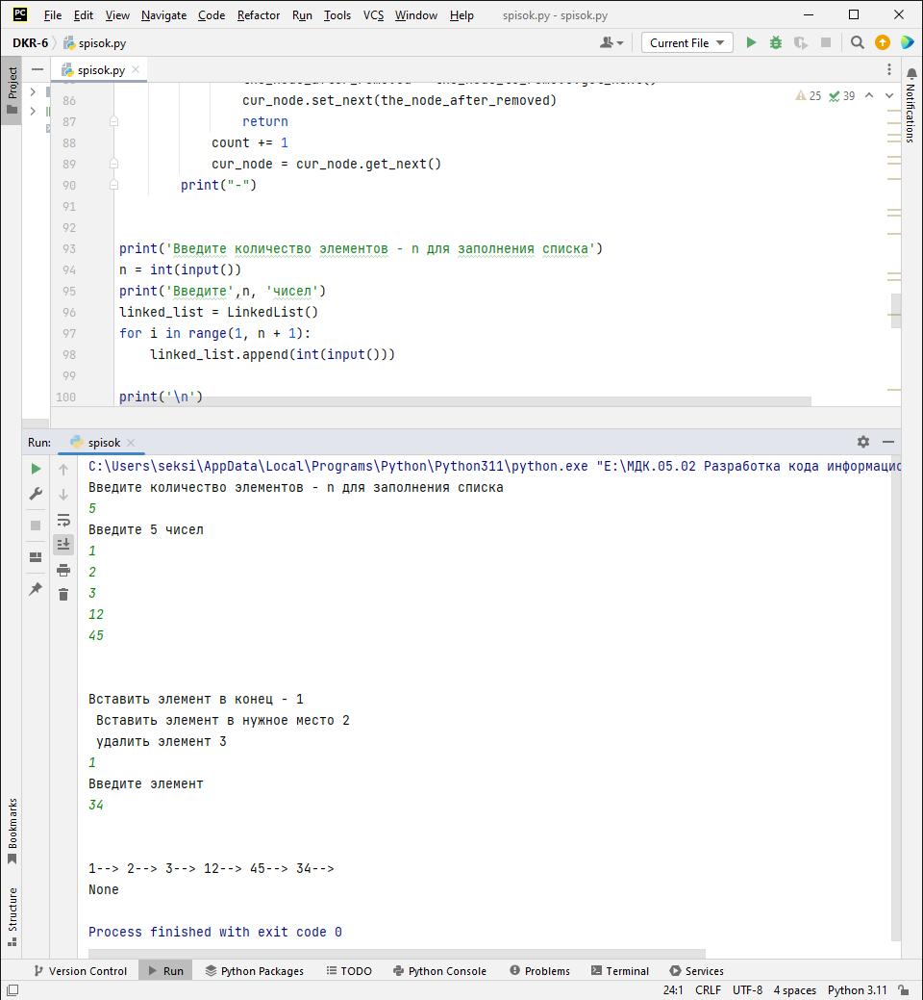 PC File Edit View Navigate Code Refactor Run Tools VCS Window Help spisok.py - spisok.py
DKR-6 spisok.py Current File
Project
spisok.py
86 cur_node.set_next(the_node_after_removed)
87 return
88 count += 1
89 cur_node = cur_node.get_next()
90 print("-")
91
92
93 print('Введите количество элементов - n для заполнения списка')
94 n = int(input())
95 print('Введите',n, 'чисел')
96 linked_list = LinkedList()
97 for i in range(1, n + 1):
98 linked_list.append(int(input()))
99
100 print('\n')
25 39
Notifications
Run: spisok
C:\Users\seksi\AppData\Local\Programs\Python\Python311\python.exe "E:\МДК.05.02 Разработка кода информацио
Введите количество элементов - n для заполнения списка
5
Введите 5 чисел
1
2
3
12
45
Вставить элемент в конец - 1
Вставить элемент в нужное место 2
удалить элемент 3
1
Введите элемент
34
1--> 2--> 3--> 12--> 45--> 34-->
None
Process finished with exit code 0
Bookmarks
Structure
Version Control Run Python Packages TODO Python Console Problems Terminal Services
24:1 CRLF UTF-8 4 spaces Python 3.11